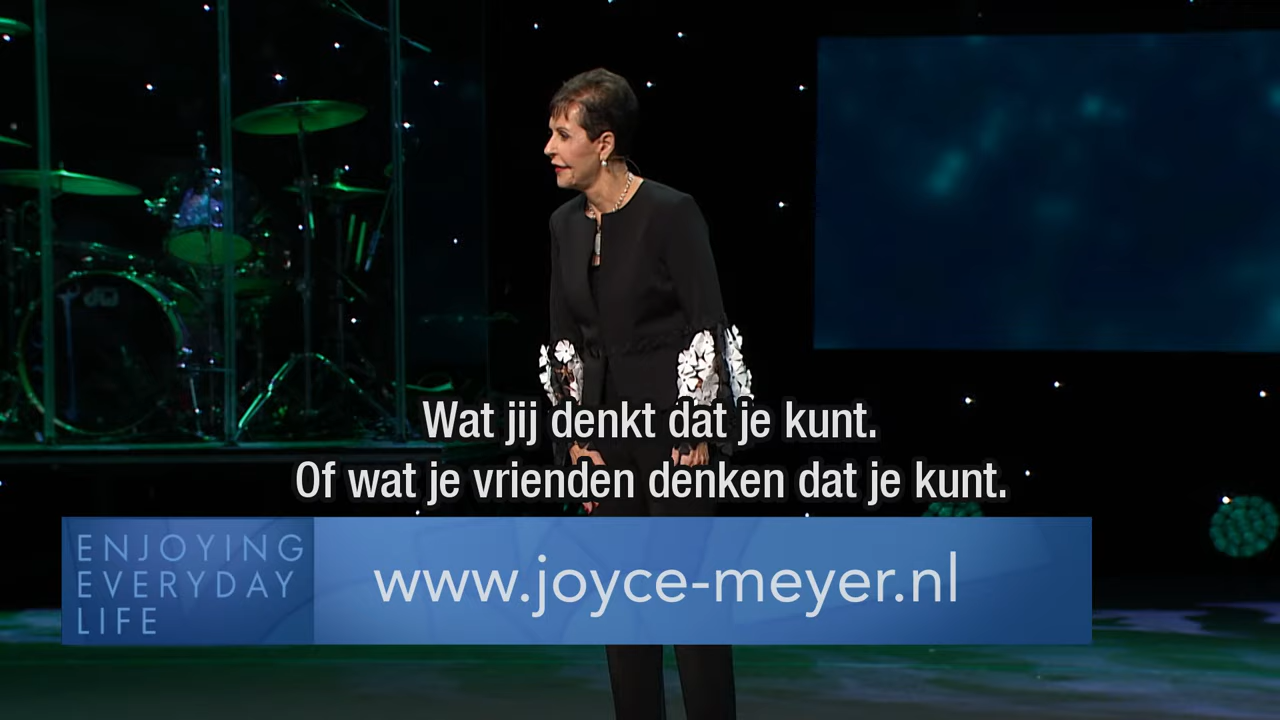 Wat jij denkt dat je kunt.
Of wat je vrienden denken dat je kunt.
ENJOYING
EVERYDAY
LIFE
www.joyce-meyer.nl